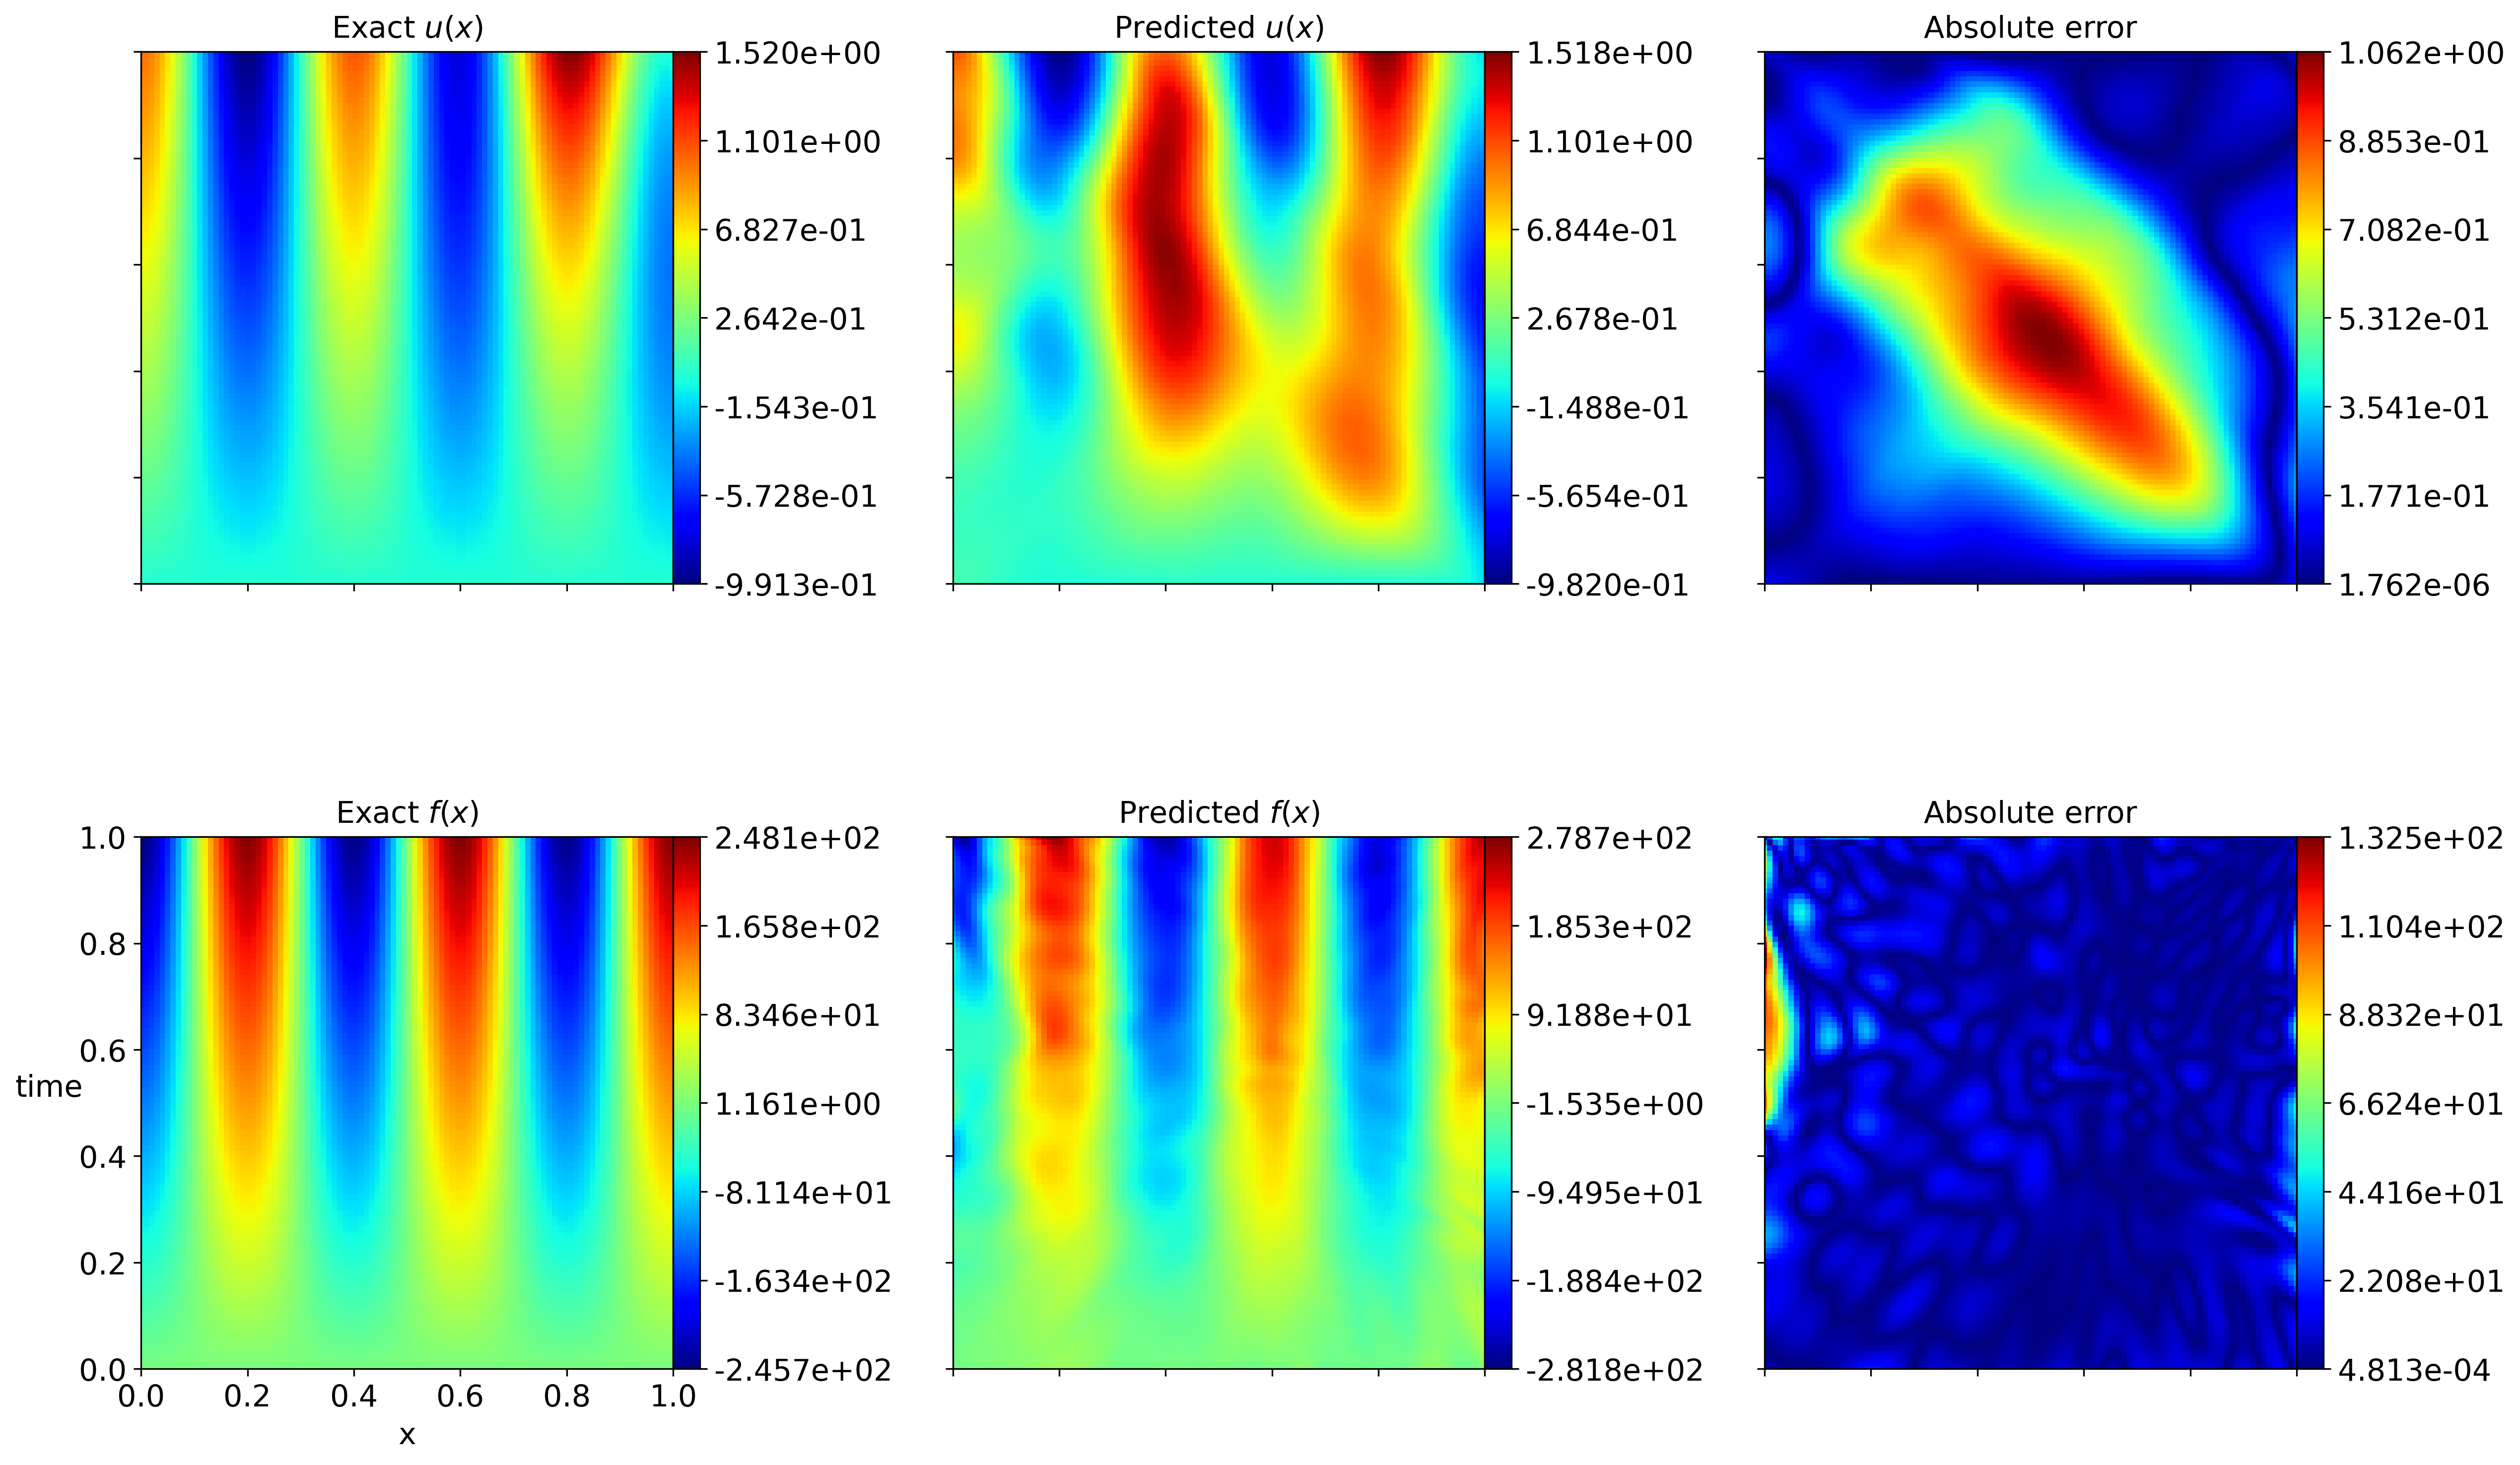 Exact u(x)
1.520e+00
1.101e+00
6.827e-01
2.642e-01
-1.543e-01
-5.728e-01
-9.913e-01
Predicted u(x)
1.518e+00
1.101e+00
6.844e-01
2.678e-01
-1.488e-01
-5.654e-01
-9.820e-01
Absolute error
1.062e+00
8.853e-01
7.082e-01
5.312e-01
3.541e-01
1.771e-01
1.762e-06
Exact f(x)
time
1.0
0.8
0.6
0.4
0.2
0.0
0.0 0.2 0.4 0.6 0.8 1.0
x
2.481e+02
1.658e+02
8.346e+01
1.161e+00
-8.114e+01
-1.634e+02
-2.457e+02
Predicted f(x)
2.787e+02
1.853e+02
9.188e+01
-1.535e+00
-9.495e+01
-1.884e+02
-2.818e+02
Absolute error
1.325e+02
1.104e+02
8.832e+01
6.624e+01
4.416e+01
2.208e+01
4.813e-04